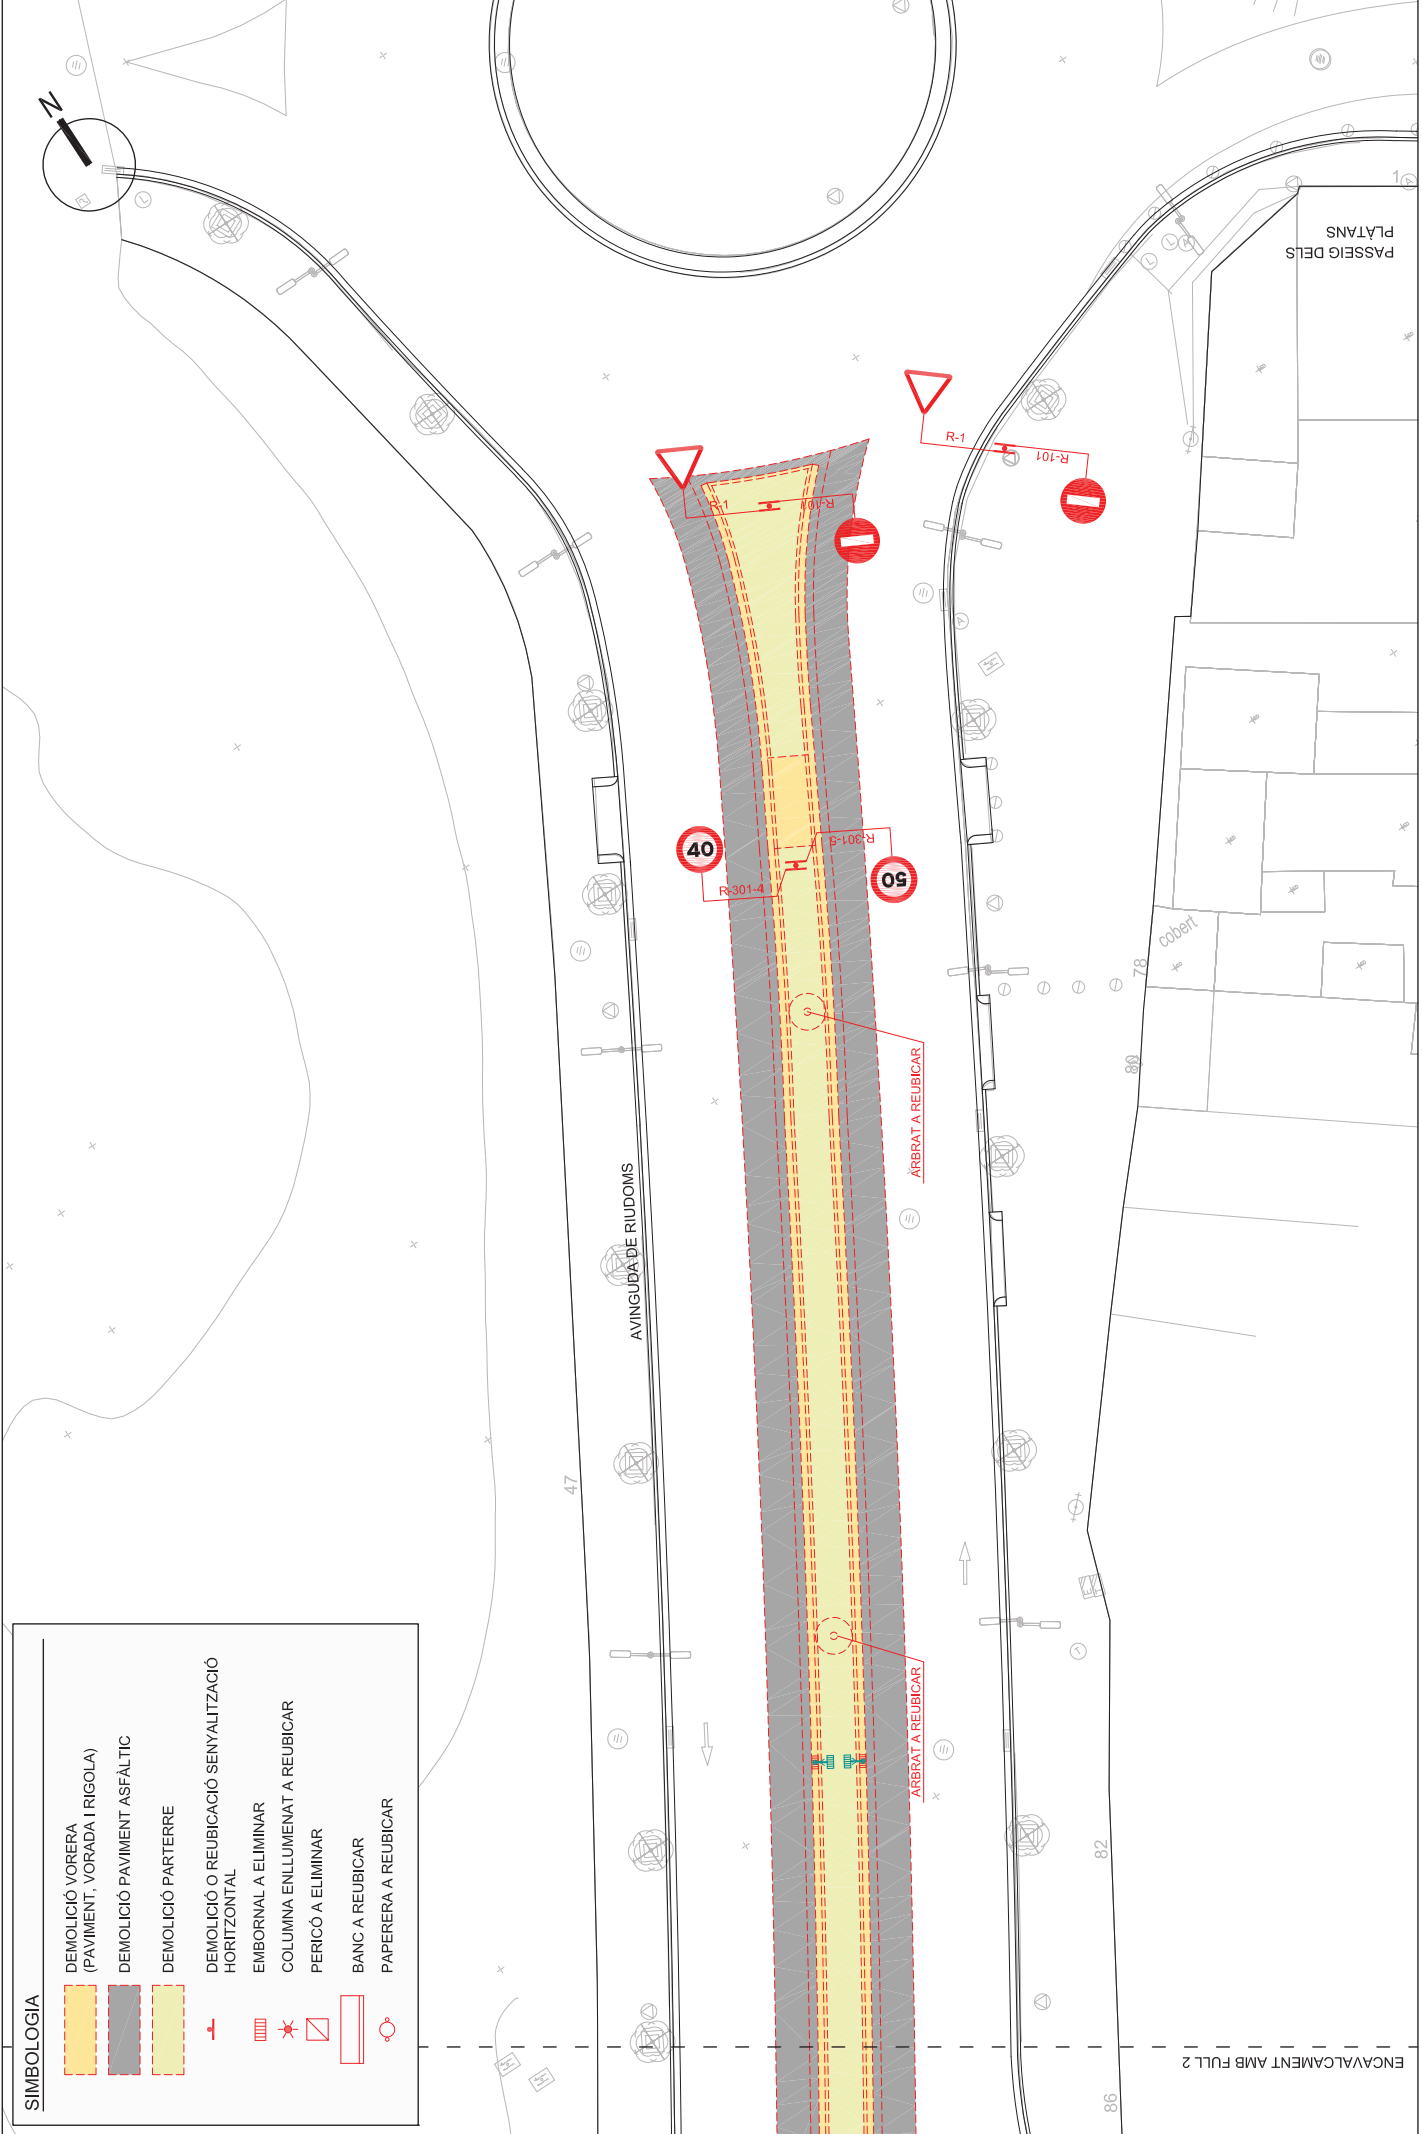 N
PASSEIG DELS
PLÀTANS
1
R-1
R-101
R-1
R-101
40
R-301-4
R-301-5
50
cobert
78
80
ARBRAT A REUBICAR
AVINGUDA DE RIUDOMS
47
ARBRAT A REUBICAR
82
86
ENCAVALCAMENT AMB FULL 2
SIMBOLOGIA
DEMOLICIÓ VORERA
(PAVIMENT, VORADA I RIGOLA)
DEMOLICIÓ PAVIMENT ASFÀLTIC
DEMOLICIÓ PARTERRE
DEMOLICIÓ O REUBICACIÓ SENYALITZACIÓ
HORITZONTAL
EMBORNAL A ELIMINAR
COLUMNA ENLLUMENAT A REUBICAR
PERICÓ A ELIMINAR
BANC A REUBICAR
PAPERERA A REUBICAR